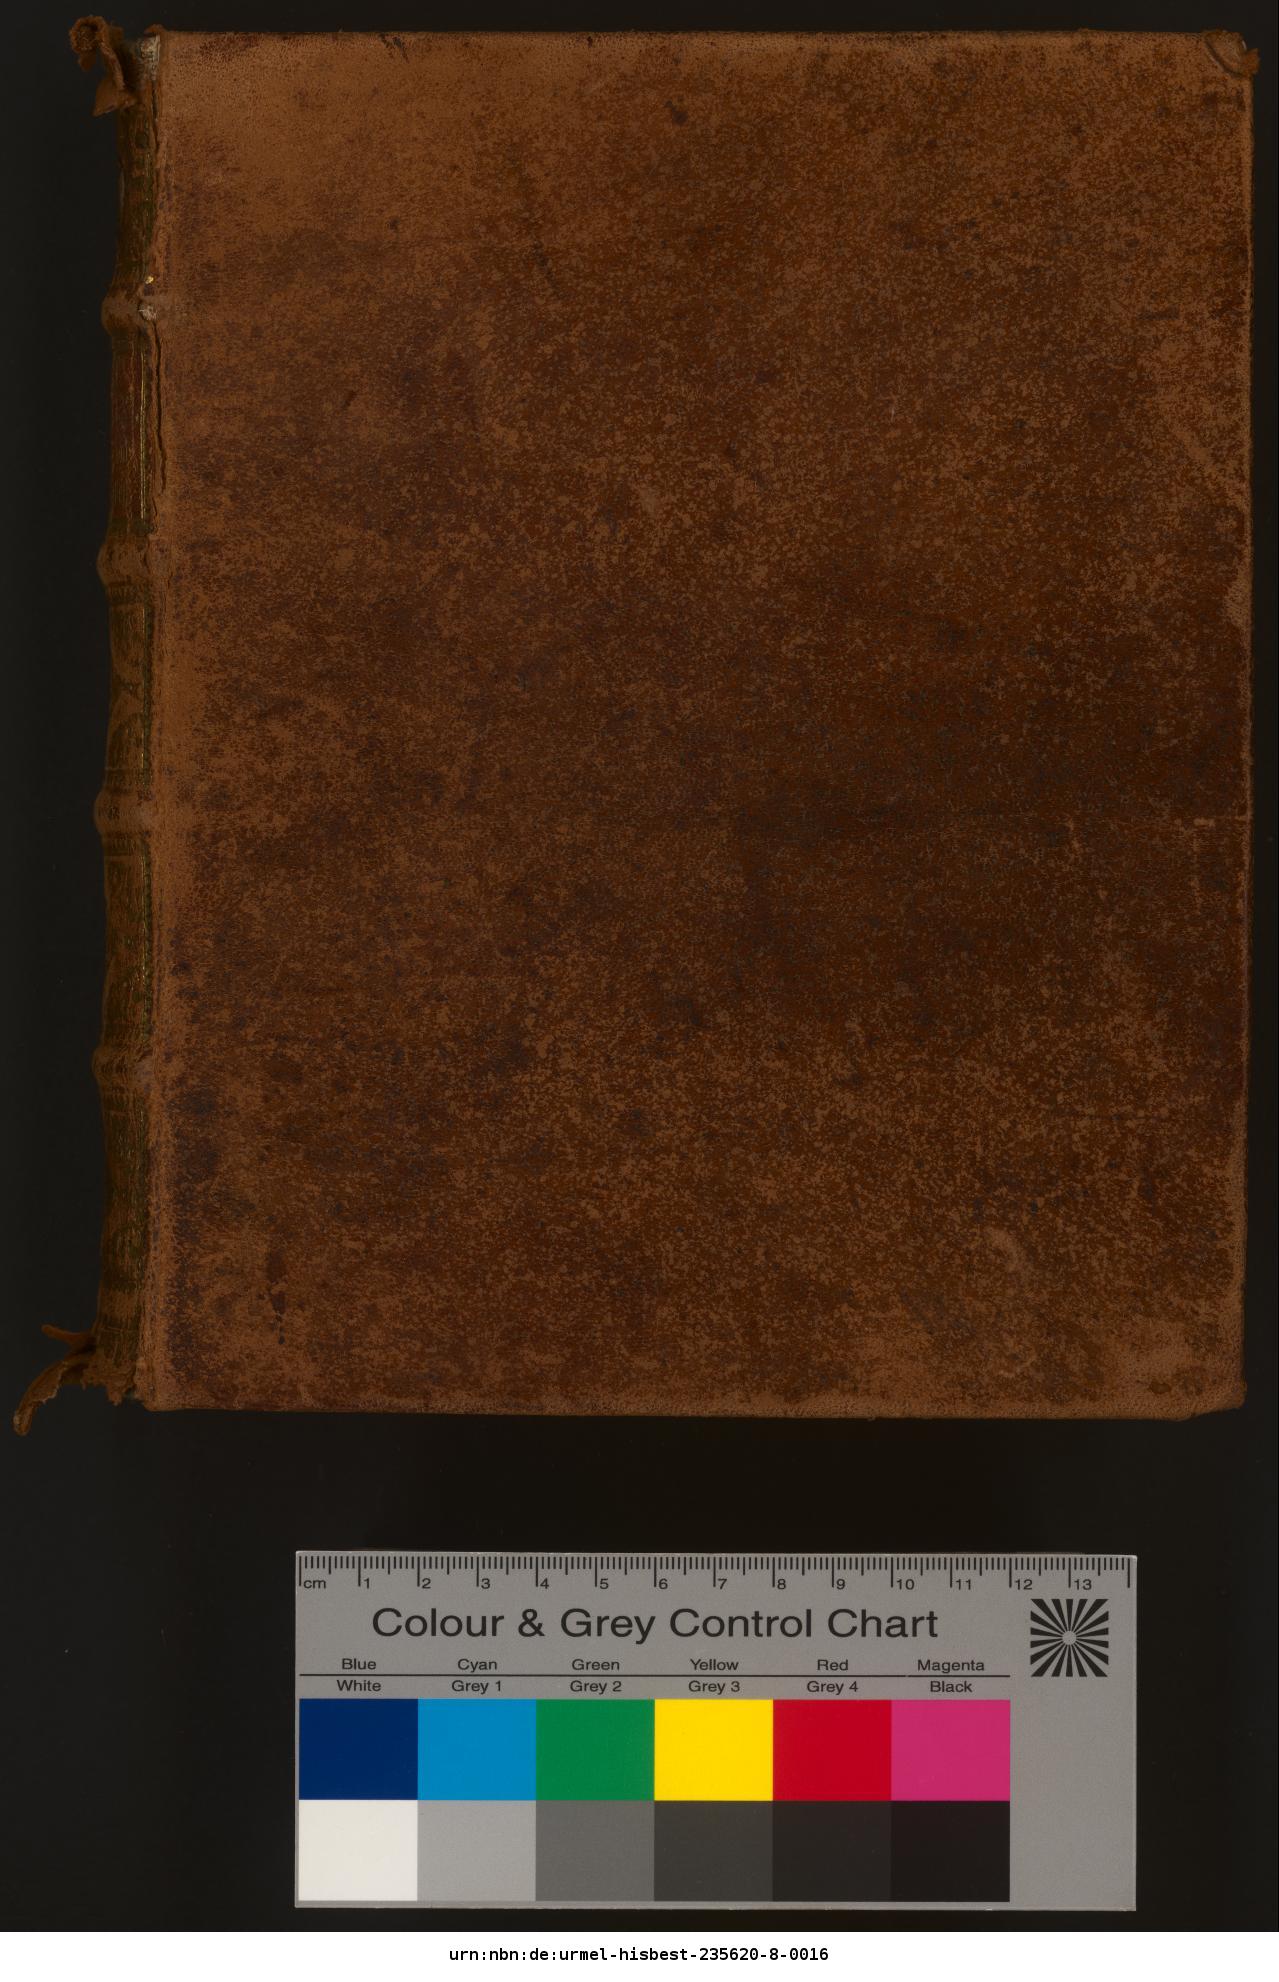 cm 1 2 3 4 5 6 7 8 9 10 11 12 13
Colour & Grey Control Chart
Blue Cyan Green Yellow Red Magenta
White Grey 1 Grey 2 Grey 3 Grey 4 Black
urn:nbn:de:urmel-hisbest-235620-8-0016